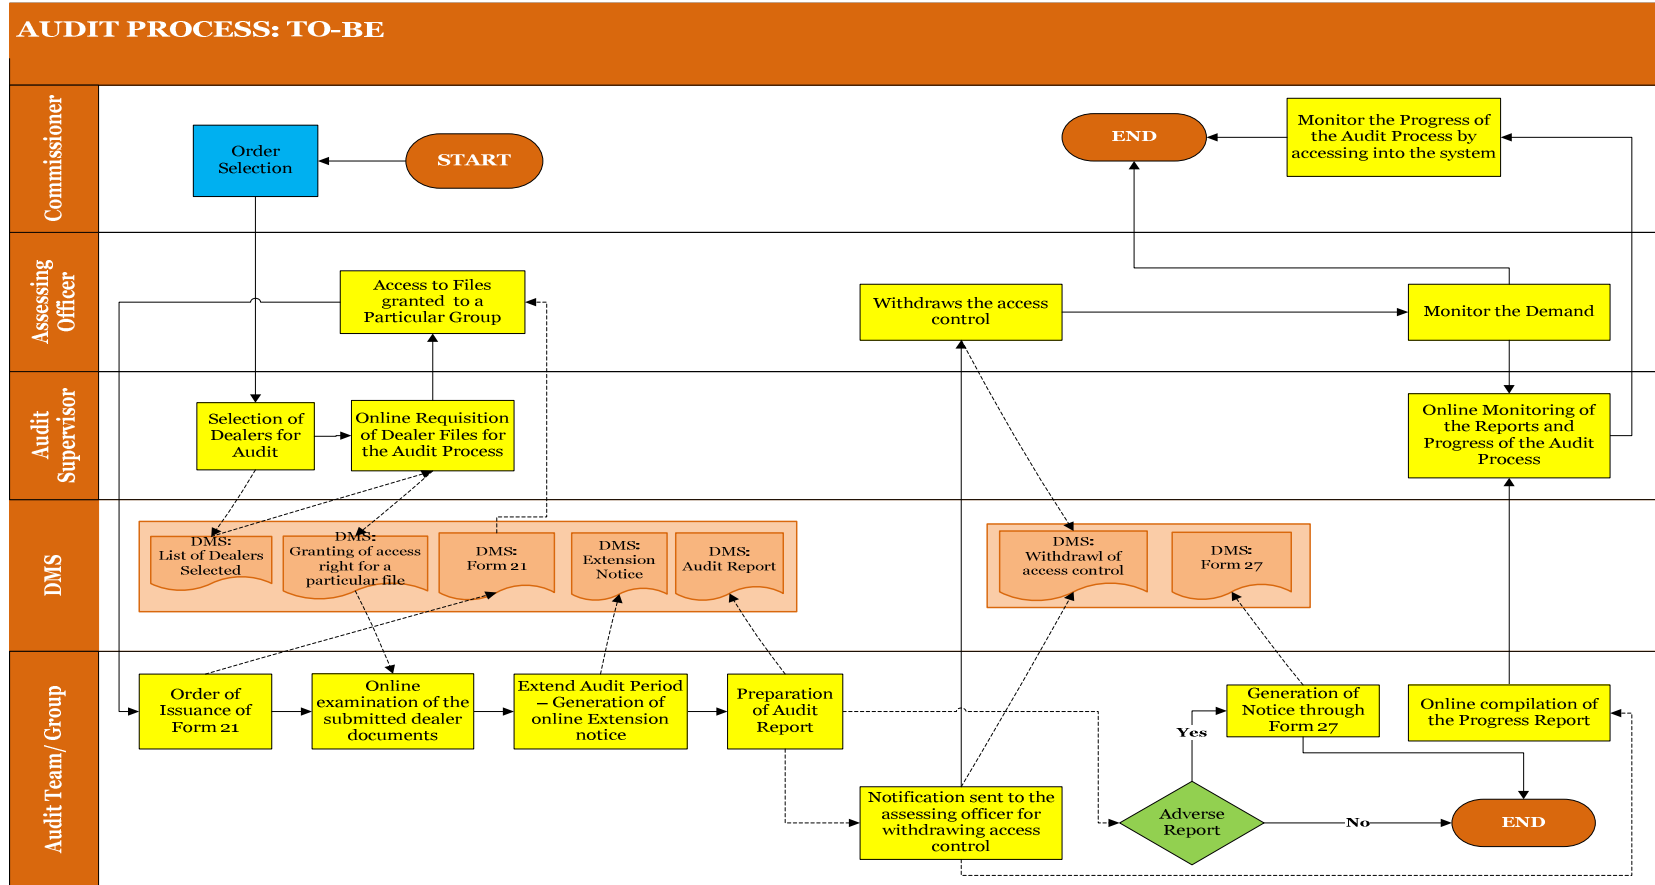 AUDIT PROCESS: TO-BE
Commissioner
Order
Selection
START
END
Monitor the Progress of
the Audit Process by
accessing into the system
Assessing
Officer
Access to Files
granted to a
Particular Group
Withdraws the access
control
Monitor the Demand
Audit
Supervisor
Selection of
Dealers for
Audit
Online Requisition
of Dealer Files for
the Audit Process
Online Monitoring of
the Reports and
Progress of the Audit
Process
DMS
DMS:
List of Dealers
Selected
DMS:
Granting of access
right for a
particular file
DMS:
Form 21
DMS:
Extension
Notice
DMS:
Audit Report
DMS:
Withdrawl of
access control
DMS:
Form 27
Audit Team/ Group
Order of
Issuance of
Form 21
Online
examination of the
submitted dealer
documents
Extend Audit Period
– Generation of
online Extension
notice
Preparation
of Audit
Report
Notification sent to the
assessing officer for
withdrawing access
control
Adverse
Report
Yes
No
Generation of
Notice through
Form 27
Online compilation of
the Progress Report
END